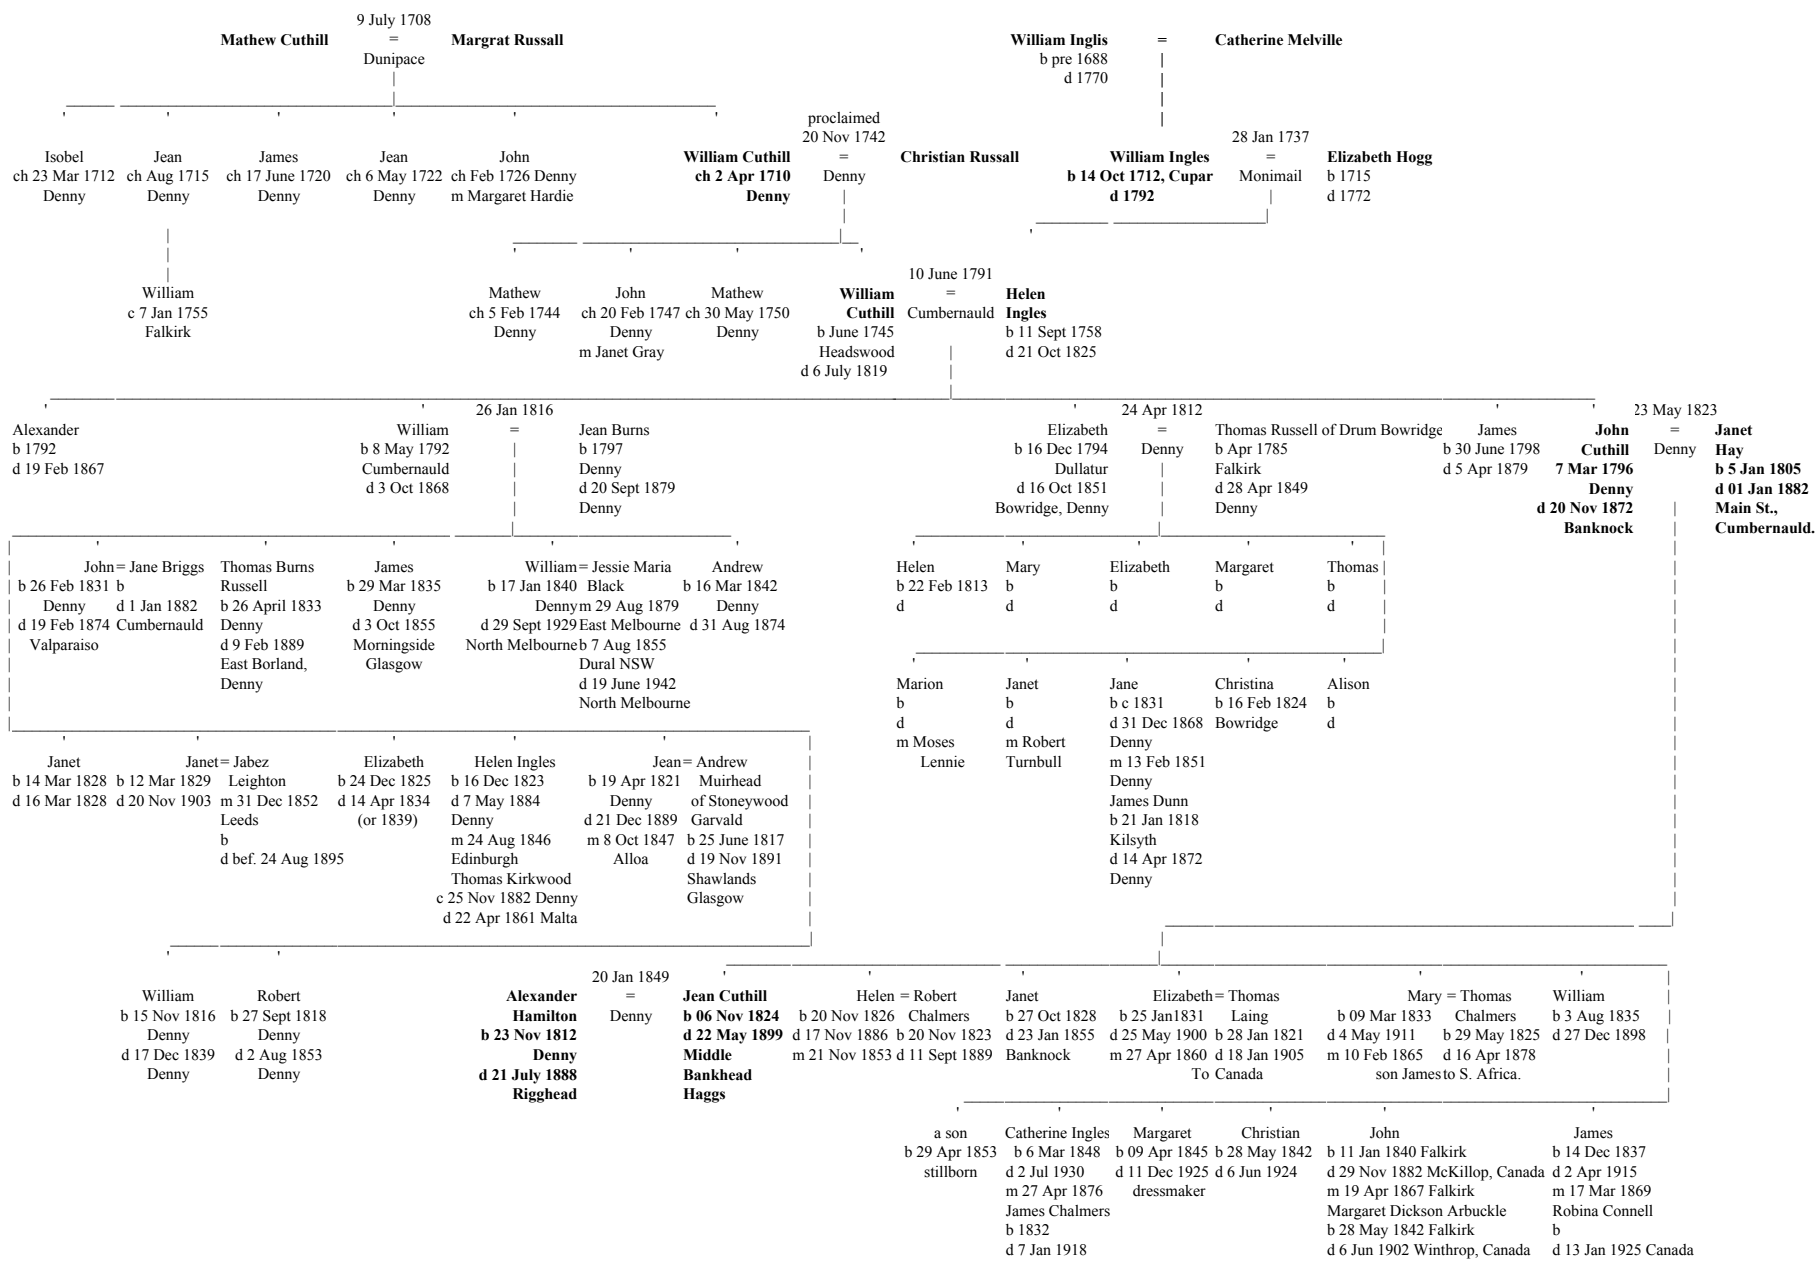 9 July 1708
Mathew Cuthill = Margrat Russall
Dunipace
William Inglis = Catherine Melville
b pre 1688
d 1770
Isobel
ch 23 Mar 1712
Denny
Jean
ch Aug 1715
Denny
James
ch 17 June 1720
Denny
Jean
ch 6 May 1722
Denny
John
ch Feb 1726 Denny
m Margaret Hardie
William Cuthill
ch 2 Apr 1710
Denny
proclaimed
20 Nov 1742
=
Denny
Christian Russall
William Ingles
b 14 Oct 1712, Cupar
d 1792
28 Jan 1737
=
Monimail
Elizabeth Hogg
b 1715
d 1772
William
c 7 Jan 1755
Falkirk
Mathew
ch 5 Feb 1744
Denny
John
ch 20 Feb 1747
Denny
m Janet Gray
Mathew
ch 30 May 1750
Denny
William
Cuthill
b June 1745
Headswood
d 6 July 1819
10 June 1791
=
Cumbernauld
Helen
Ingles
b 11 Sept 1758
d 21 Oct 1825
Alexander
b 1792
d 19 Feb 1867
William
b 8 May 1792
Cumbernauld
d 3 Oct 1868
26 Jan 1816
=
Jean Burns
b 1797
Denny
d 20 Sept 1879
Denny
Elizabeth
b 16 Dec 1794
Dullatur
d 16 Oct 1851
Bowridge, Denny
24 Apr 1812
=
Denny
Thomas Russell of Drum Bowridge
b Apr 1785
Falkirk
d 28 Apr 1849
Denny
James
b 30 June 1798
d 5 Apr 1879
John
Cuthill
7 Mar 1796
Denny
d 20 Nov 1872
Banknock
23 May 1823
=
Denny
Janet
Hay
b 5 Jan 1805
d 01 Jan 1882
Main St.,
Cumbernauld.
John = Jane Briggs
b 26 Feb 1831 b
Denny d 1 Jan 1882
d 19 Feb 1874 Cumbernauld
Valparaiso
Thomas Burns
Russell
b 26 April 1833
Denny
d 9 Feb 1889
East Borland,
Denny
James
b 29 Mar 1835
Denny
d 3 Oct 1855
Morningside
Glasgow
William = Jessie Maria
b 17 Jan 1840 Black
Denny m 29 Aug 1879
d 29 Sept 1929 East Melbourne
North Melbourne b 7 Aug 1855
Dural NSW
d 19 June 1942
North Melbourne
Andrew
b 16 Mar 1842
Denny
d 31 Aug 1874
Helen
b 22 Feb 1813
d
Mary
b
d
Elizabeth
b
d
Margaret
b
d
Thomas
b
d
Marion
b
d
m Moses
Lennie
Janet
b
d
m Robert
Turnbull
Jane
b c 1831
d 31 Dec 1868
Denny
m 13 Feb 1851
Denny
James Dunn
b 21 Jan 1818
Kilsyth
d 14 Apr 1872
Denny
Christina
b 16 Feb 1824
Bowridge
Alison
b
d
Janet
b 14 Mar 1828
d 16 Mar 1828
Janet = Jabez
b 12 Mar 1829 Leighton
d 20 Nov 1903 m 31 Dec 1852
Leeds
b
d bef. 24 Aug 1895
Elizabeth
b 24 Dec 1825
d 14 Apr 1834
(or 1839)
Helen Ingles
b 16 Dec 1823
d 7 May 1884
Denny
m 24 Aug 1846
Edinburgh
Thomas Kirkwood
c 25 Nov 1882 Denny
d 22 Apr 1861 Malta
Jean = Andrew
b 19 Apr 1821 Muirhead
Denny of Stoneywood
d 21 Dec 1889 Garvald
m 8 Oct 1847 b 25 June 1817
Alloa d 19 Nov 1891
Shawlands
Glasgow
William
b 15 Nov 1816
Denny
d 17 Dec 1839
Denny
Robert
b 27 Sept 1818
Denny
d 2 Aug 1853
Denny
Alexander
Hamilton
b 23 Nov 1812
Denny
d 21 July 1888
Rigghead
20 Jan 1849
=
Denny
Jean Cuthill
b 06 Nov 1824
d 22 May 1899
Middle
Bankhead
Haggs
Helen = Robert
b 20 Nov 1826 Chalmers
d 17 Nov 1886 b 20 Nov 1823
m 21 Nov 1853 d 11 Sept 1889
Janet
b 27 Oct 1828
d 23 Jan 1855
Banknock
Elizabeth = Thomas
b 25 Jan1831 Laing
d 25 May 1900 b 28 Jan 1821
m 27 Apr 1860 d 18 Jan 1905
To Canada
Mary = Thomas
b 09 Mar 1833 Chalmers
d 4 May 1911 b 29 May 1825
m 10 Feb 1865 d 16 Apr 1878
son James to S. Africa.
William
b 3 Aug 1835
d 27 Dec 1898
a son
b 29 Apr 1853
stillborn
Catherine Ingles
b 6 Mar 1848
d 2 Jul 1930
m 27 Apr 1876
James Chalmers
b 1832
d 7 Jan 1918
Margaret
b 09 Apr 1845
d 11 Dec 1925
dressmaker
Christian
b 28 May 1842
d 6 Jun 1924
John
b 11 Jan 1840 Falkirk
d 29 Nov 1882 McKillop, Canada
m 19 Apr 1867 Falkirk
Margaret Dickson Arbuckle
b 28 May 1842 Falkirk
d 6 Jun 1902 Winthrop, Canada
James
b 14 Dec 1837
d 2 Apr 1915
m 17 Mar 1869
Robina Connell
b
d 13 Jan 1925 Canada